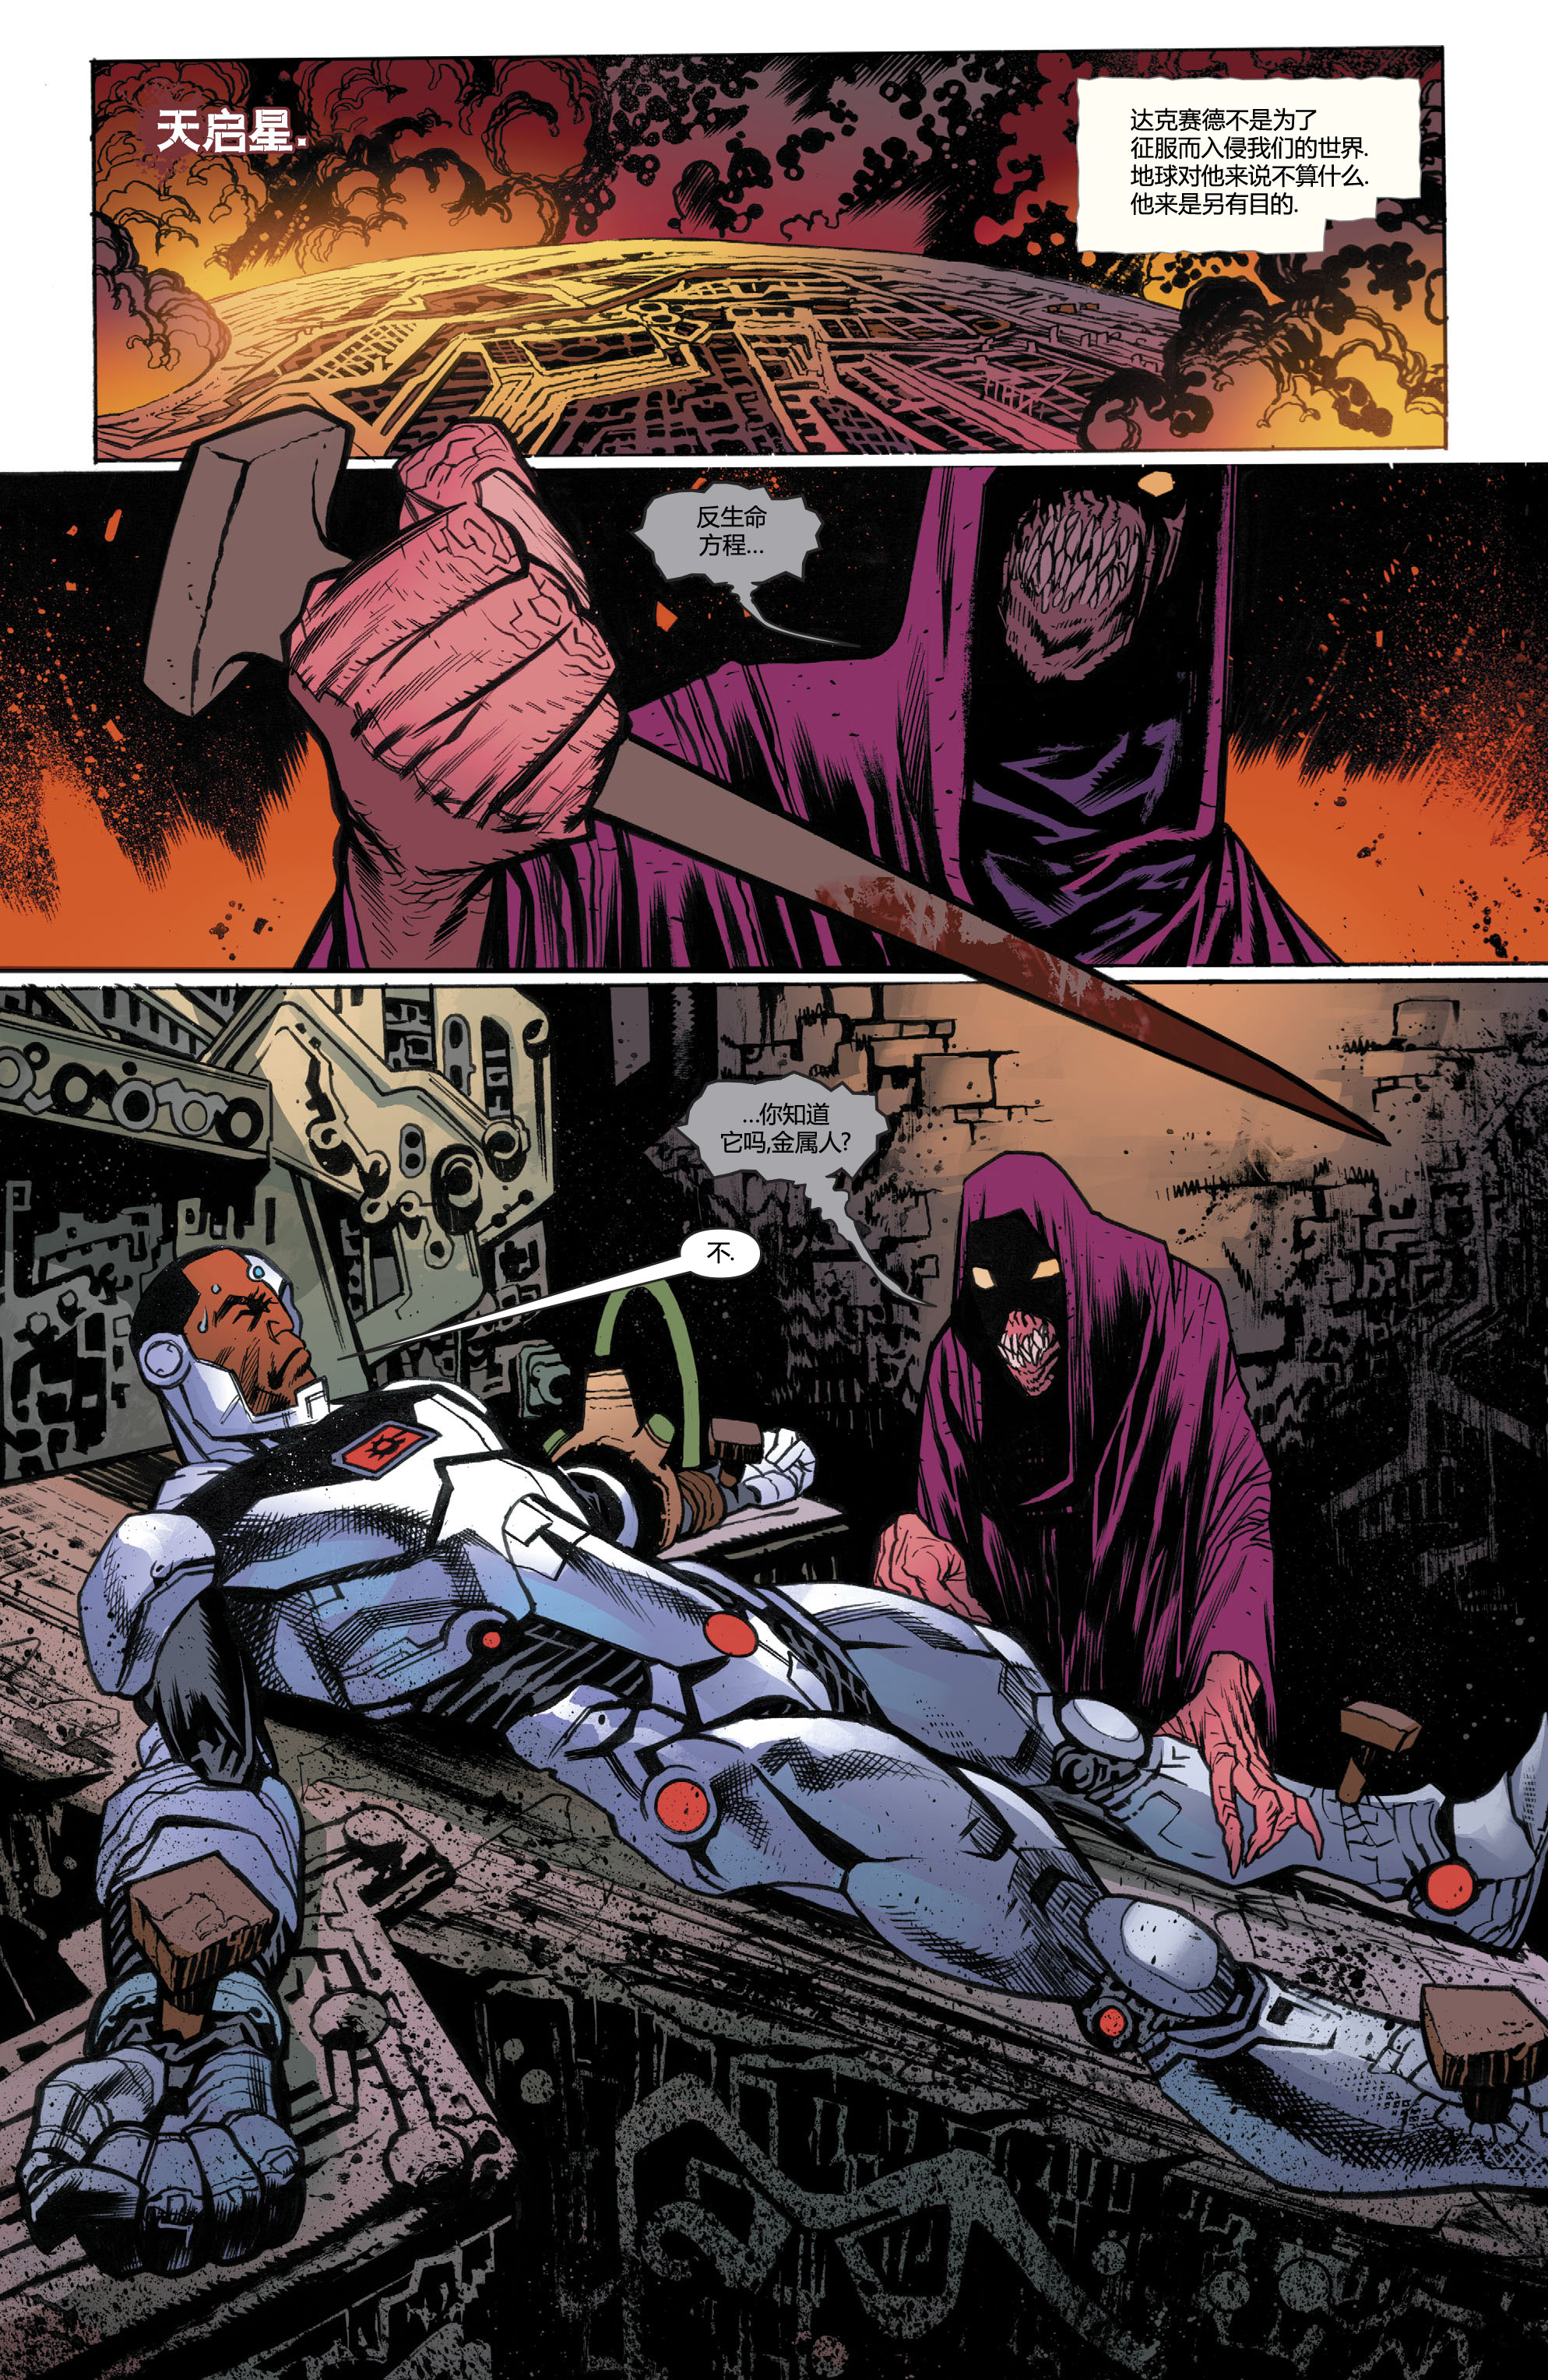 天启星.
达克赛德不是为了
征服而入侵我们的世界.
地球对他来说不算什么.
他来是另有目的.
反生命
方程...
...你知道
它吗,金属人?
不.